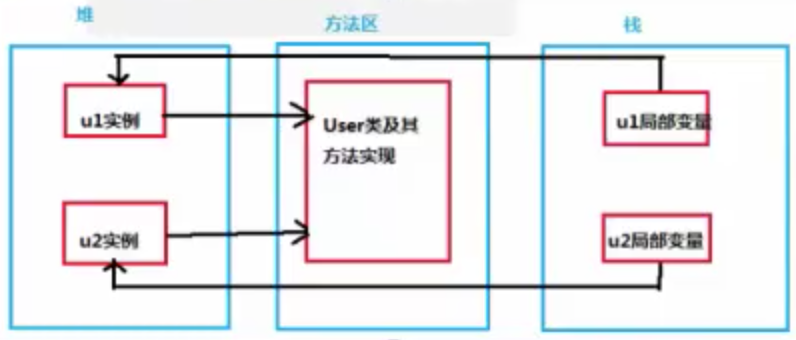 堆
方法区
栈
u1实例
User类及其
方法实现
u1局部变量
u2实例
u2局部变量